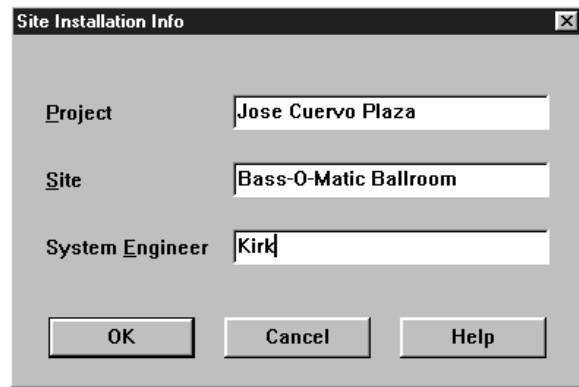 Site Installation Info
Project Jose Cuervo Plaza
Site Bass-O-Matic Ballroom
System Engineer Kirk
OK Cancel Help